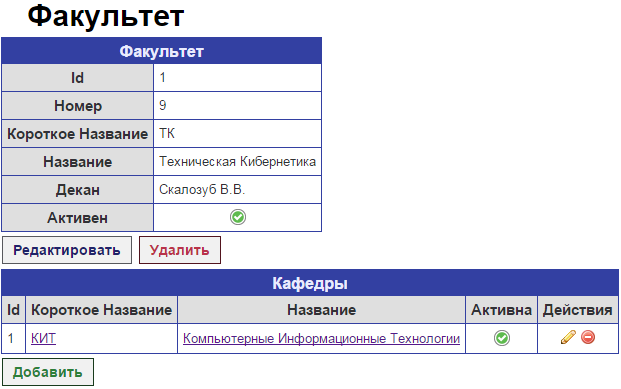 Факультет
Факультет
Id 1
Номер 9
Короткое Название ТК
Название Техническая Кибернетика
Декан Скалозуб В.В.
Активен
Редактировать Удалить
Кафедры
Id Короткое Название Название Активна Действия
1 КИТ Компьютерные Информационные Технологии
Добавить